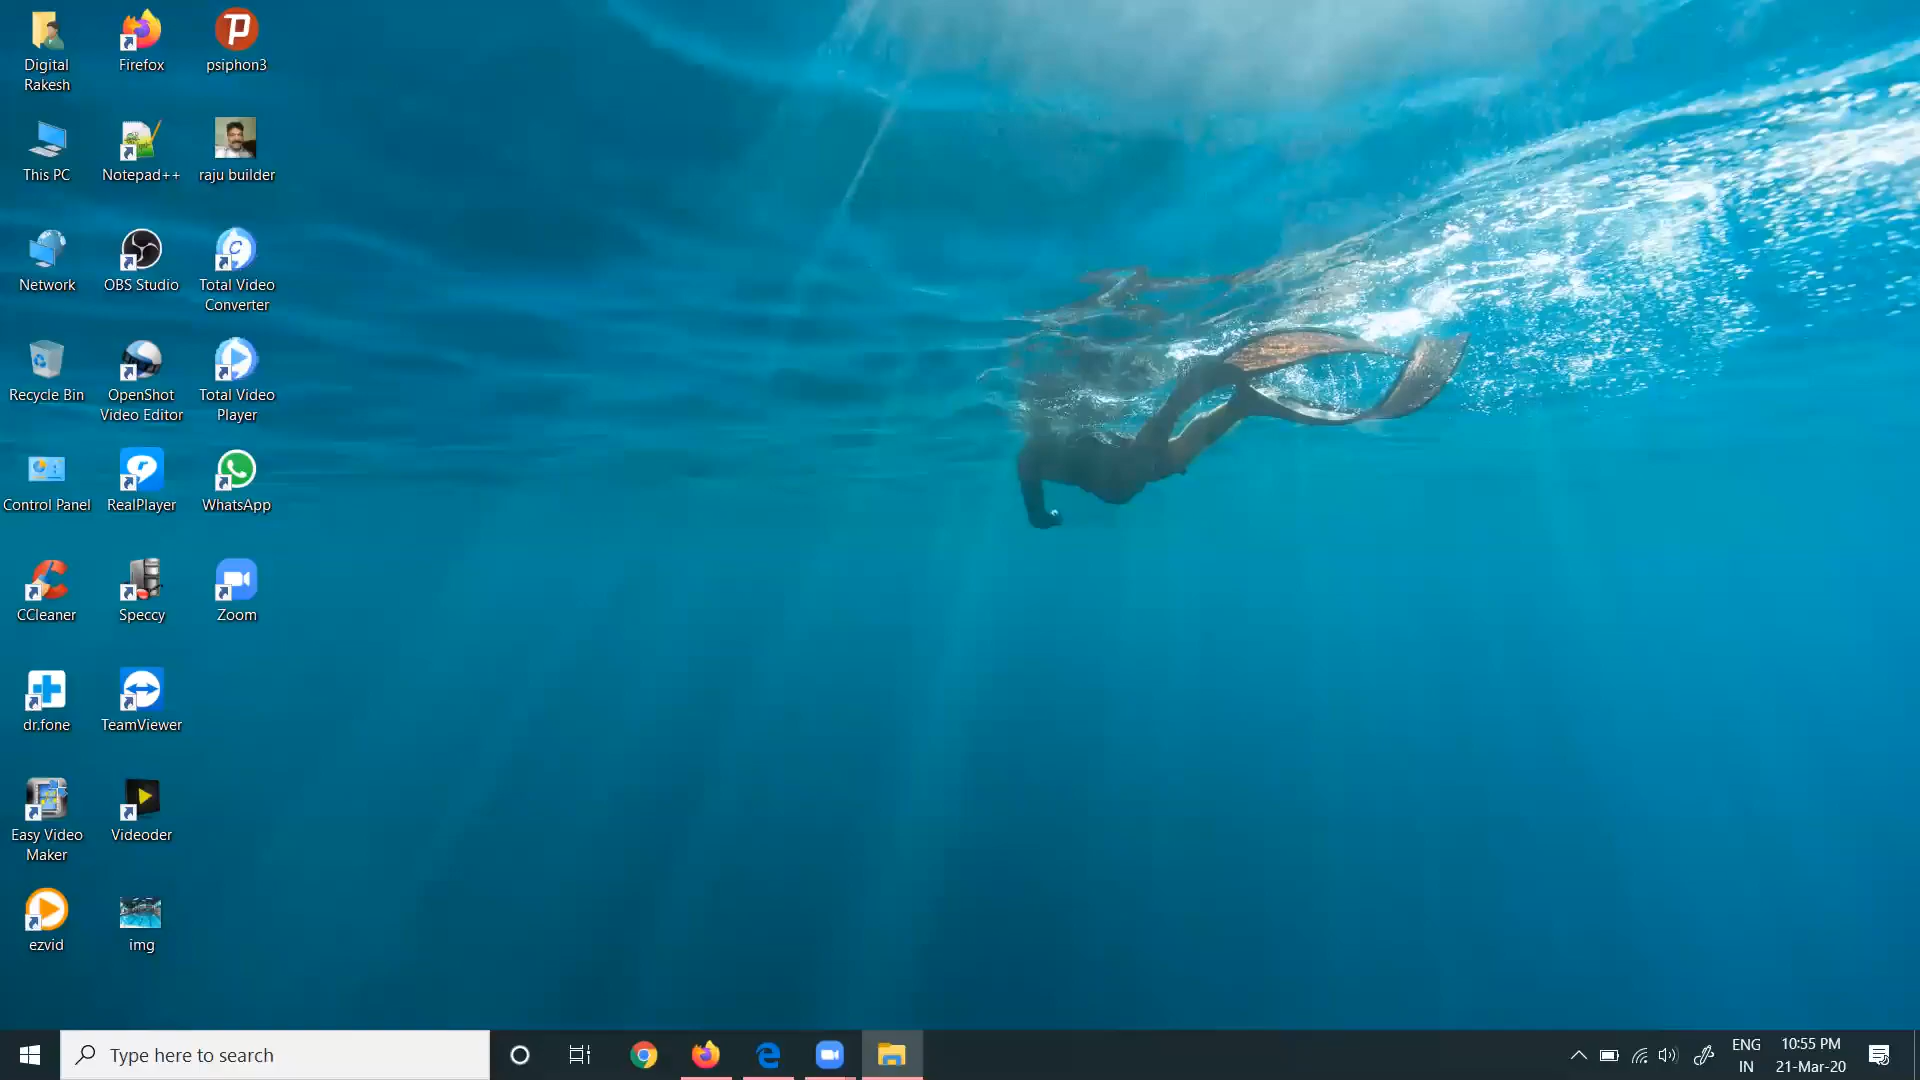 Digital
Rakesh
Firefox
psiphon3
This PC
Notepad++
raju builder
Network
OBS Studio
Total Video
Converter
Recycle Bin
OpenShot
Video Editor
Total Video
Player
Control Panel
RealPlayer
WhatsApp
CCleaner
Speccy
Zoom
dr.fone
TeamViewer
Easy Video
Maker
Videoder
ezvid
img
Type here to search
ENG
IN
10:55 PM
21-Mar-20